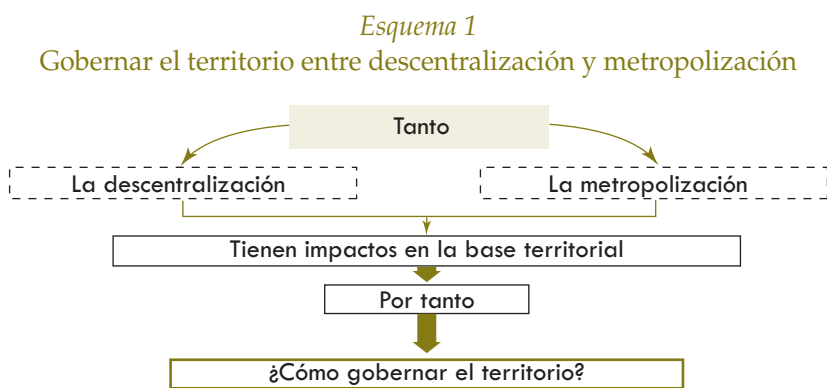 Esquema 1
Gobernar el territorio entre descentralización y metropolización
Tanto
La descentralización
La metropolización
Tienen impactos en la base territorial
Por tanto
¿Cómo gobernar el territorio?